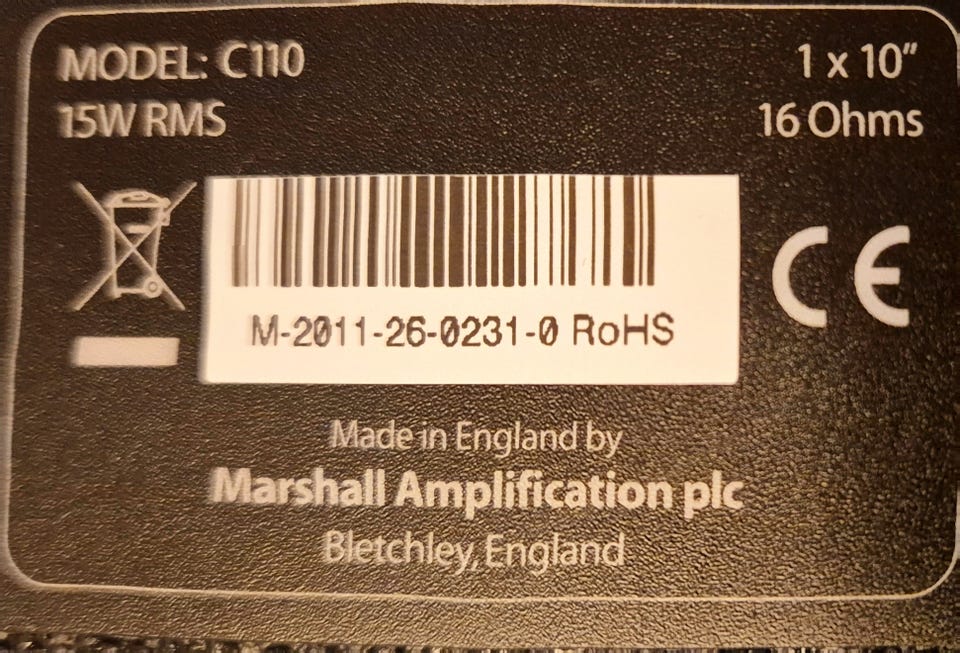 MODEL: C110
1 x 10"
15W RMS
16 Ohms
CE
M-2011-26-0231-0 RoHS
Made in England by
Marshall Amplification plc
Bletchley, England